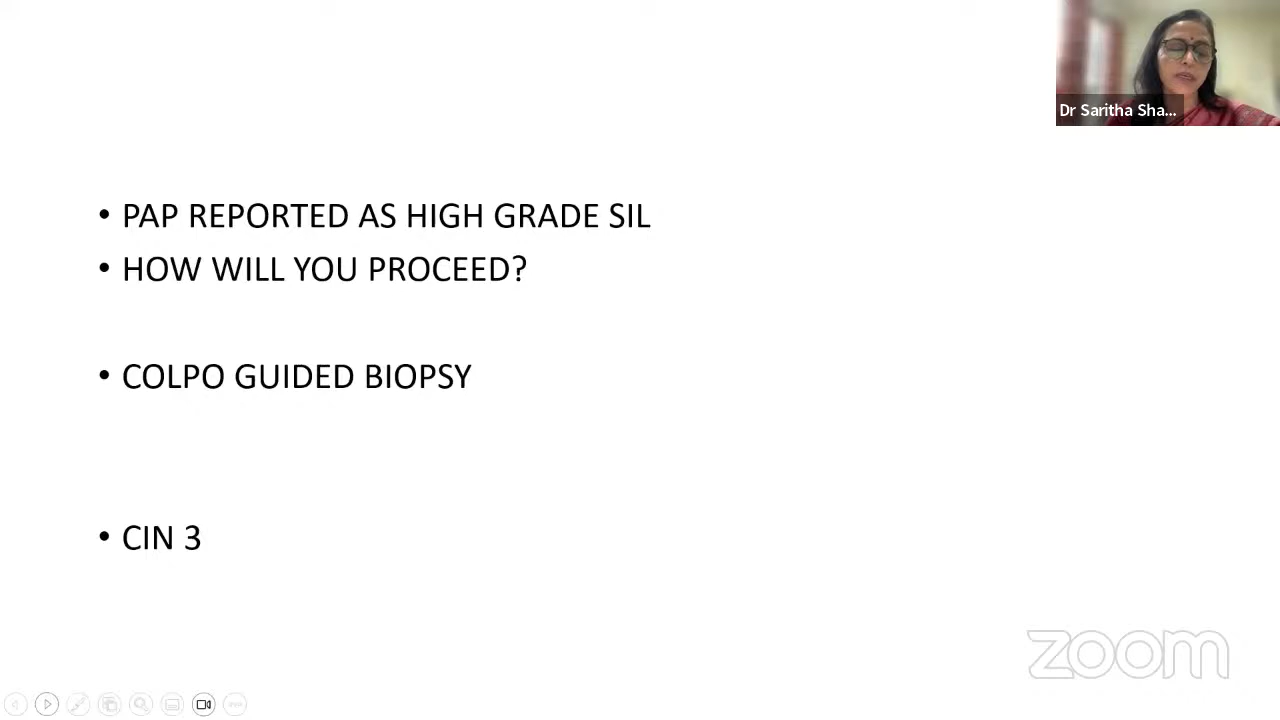 Dr Saritha Sha...
• PAP REPORTED AS HIGH GRADE SIL
• HOW WILL YOU PROCEED?
• COLPO GUIDED BIOPSY
• CIN 3
zoom